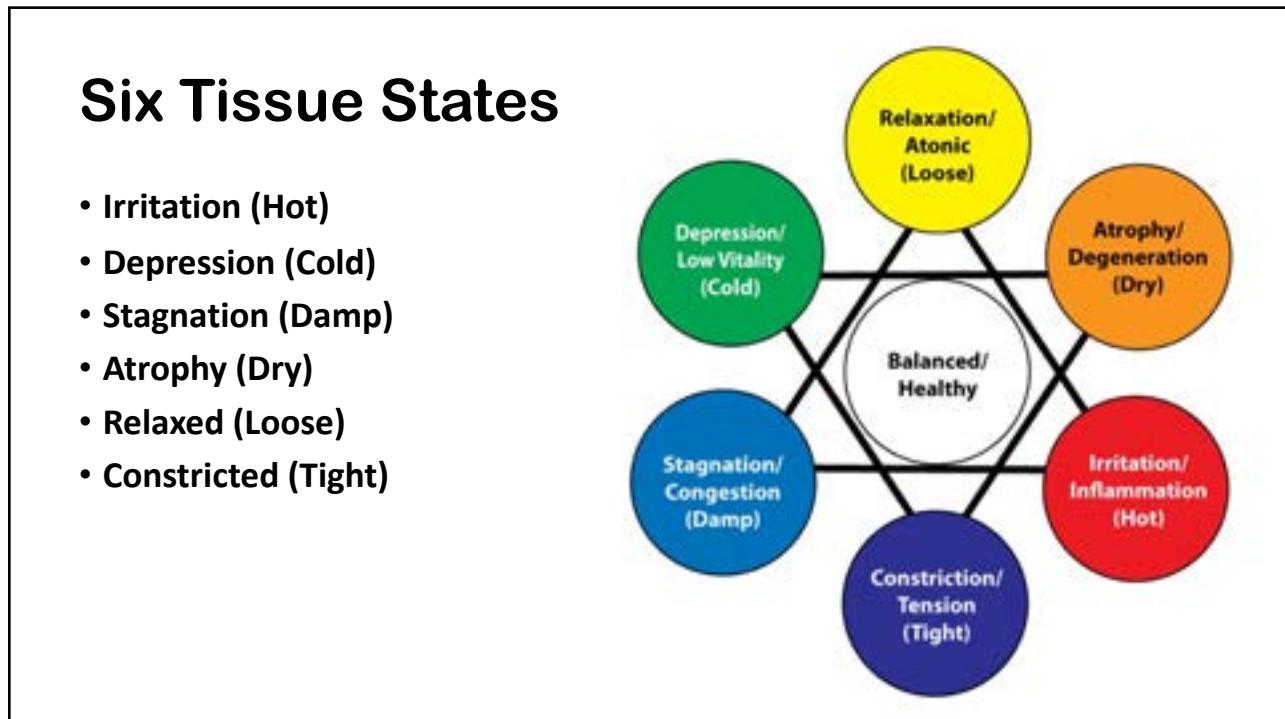 Six Tissue States
• Irritation (Hot)
• Depression (Cold)
• Stagnation (Damp)
• Atrophy (Dry)
• Relaxed (Loose)
• Constricted (Tight)
Relaxation/
Atonic
(Loose)
Depression/
Low Vitality
(Cold)
Atrophy/
Degeneration
(Dry)
Balanced/
Healthy
Stagnation/
Congestion
(Damp)
Irritation/
Inflammation
(Hot)
Constriction/
Tension
(Tight)